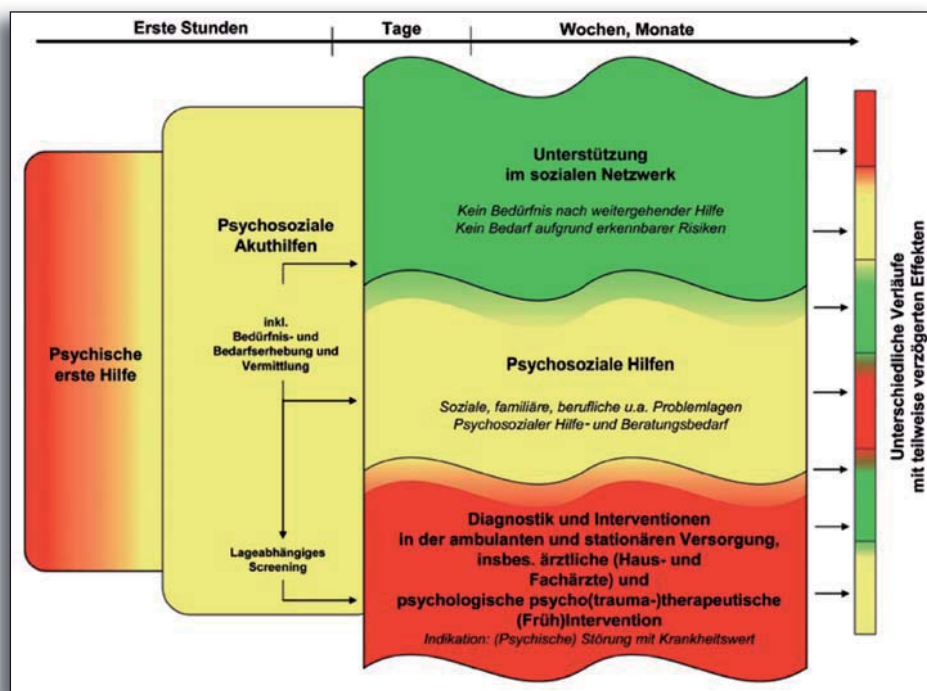 Erste Stunden
Tage
Wochen, Monate
Psychische
erste Hilfe
Psychosoziale
Akuthilfen
inkl.
Bedürfnis- und
Bedarfserhebung und
Vermittlung
Lageabhängiges
Screening
Unterstützung
im sozialen Netzwerk
Kein Bedürfnis nach weitergehender Hilfe
Kein Bedarf aufgrund erkennbarer Risiken
Psychosoziale Hilfen
Soziale, familiäre, berufliche u.a. Problemlagen
Psychosozialer Hilfe- und Beratungsbedarf
Diagnostik und Interventionen
in der ambulanten und stationären Versorgung,
insbes. ärztliche (Haus- und
Fachärzte) und
psychologische psycho(trauma-)therapeutische
(Früh)Intervention
Indikation: (Psychische) Störung mit Krankheitswert
Unterschiedliche Verläufe
mit teilweise verzögerten Effekten